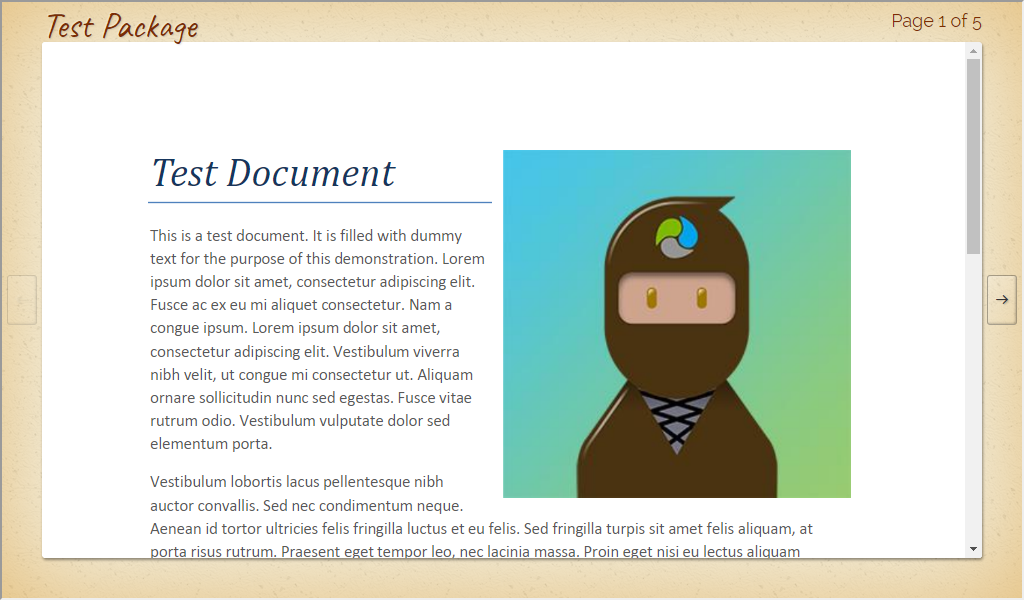 Test Package
Page 1 of 5
Test Document
This is a test document. It is filled with dummy
text for the purpose of this demonstration. Lorem
ipsum dolor sit amet, consectetur adipiscing elit.
Fusce ac ex eu mi aliquet consectetur. Nam a
congue ipsum. Lorem ipsum dolor sit amet,
consectetur adipiscing elit. Vestibulum viverra
nibh velit, ut congue mi consectetur ut. Aliquam
ornare sollicitudin nunc sed egestas. Fusce vitae
rutrum odio. Vestibulum vulputate dolor sed
elementum porta.
Vestibulum lobortis lacus pellentesque nibh
auctor convallis. Sed nec condimentum neque.
Aenean id tortor ultricies felis fringilla luctus et eu felis. Sed fringilla turpis sit amet felis aliquam, at
porta risus rutrum. Praesent eget tempor leo, nec lacinia massa. Proin eget nisi eu lectus aliquam